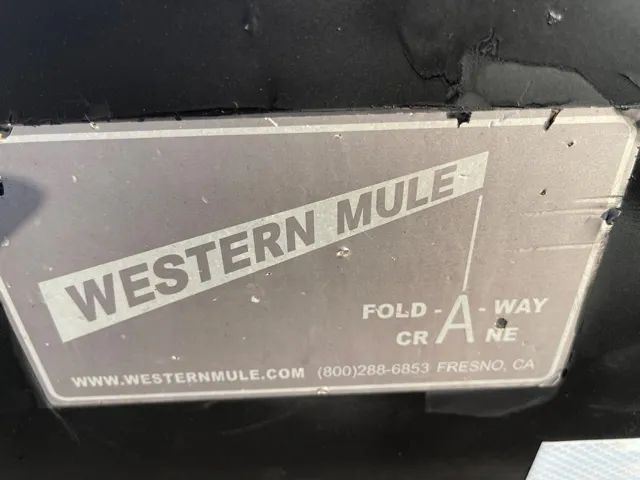 WESTERN MULE
FOLD - A - WAY
CRANE
WWW.WESTERNMULE.COM (800)288-6853 FRESNO, CA